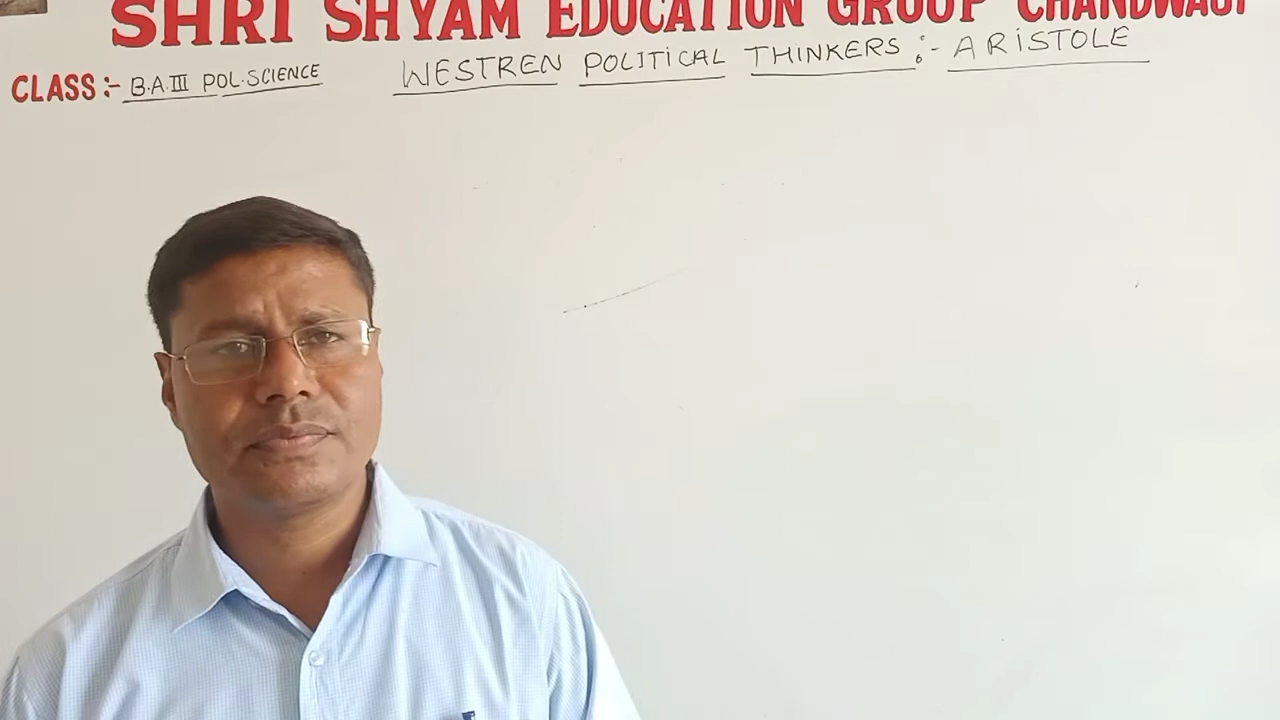 SHRI SHYAM EDUCATION GROUP CHANDWAJI
CLASS :- B.A.III POL.SCIENCE WESTREN POLITICAL THINKERS :- ARISTOLE